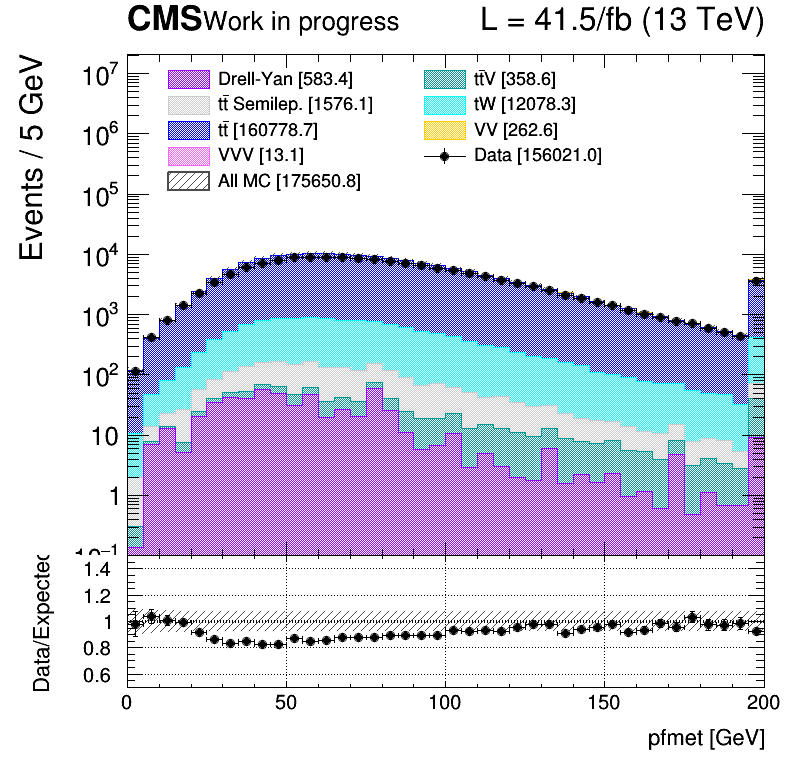 CMS Work in progress L = 41.5/fb (13 TeV)
Events / 5 GeV
Drell-Yan [583.4] tt̄V [358.6]
tt̄ Semilep. [1576.1] tW [12078.3]
tt̄ [160778.7] VV [262.6]
VVV [13.1] Data [156021.0]
All MC [175650.8]
10⁷
10⁶
10⁵
10⁴
10³
10²
10
1
10⁻¹
Data/Expected
1.4
1.2
1
0.8
0.6
0 50 100 150 200
pfmet [GeV]